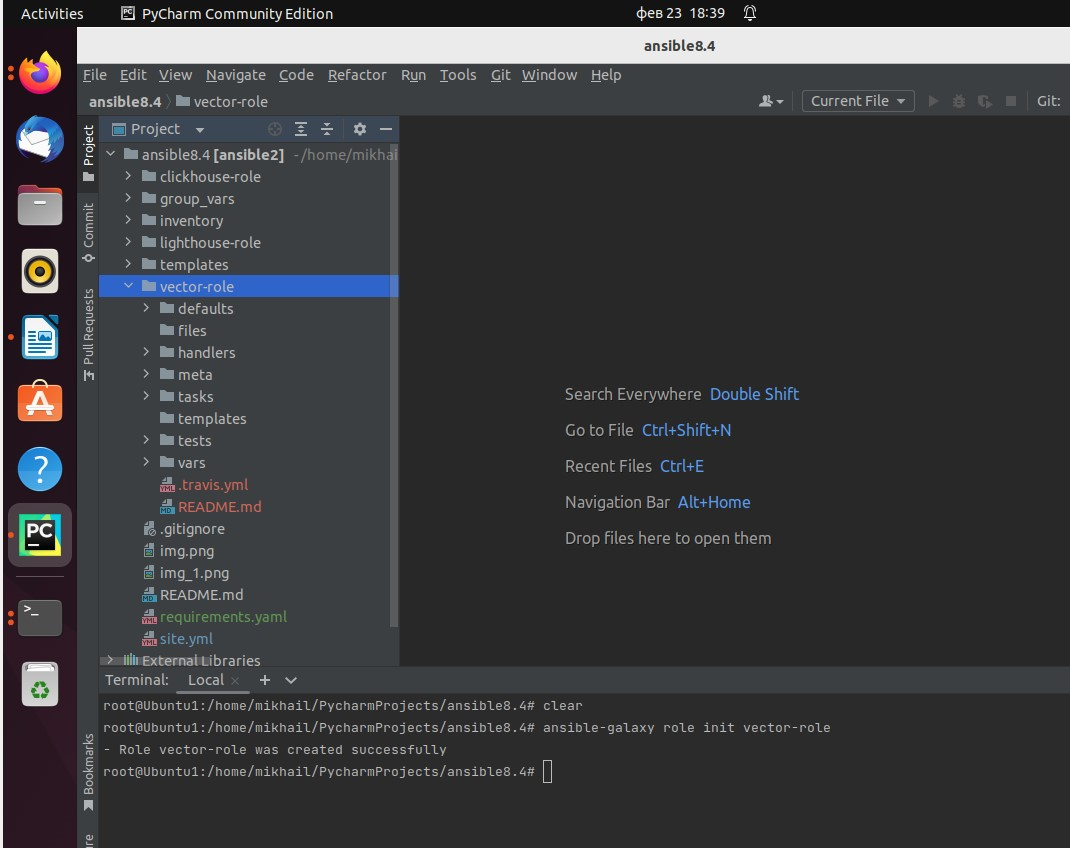 Activities
PyCharm Community Edition
фев 23 18:39
ansible8.4
File Edit View Navigate Code Refactor Run Tools Git Window Help
ansible8.4 vector-role
Current File
Git:
Project
ansible8.4 [ansible2] ~/home/mikhai
clickhouse-role
group_vars
inventory
lighthouse-role
templates
vector-role
defaults
files
handlers
meta
tasks
templates
tests
vars
.travis.yml
README.md
.gitignore
img.png
img_1.png
README.md
requirements.yaml
site.yml
External Libraries
Project
Commit
Pull Requests
Bookmarks
Search Everywhere Double Shift
Go to File Ctrl+Shift+N
Recent Files Ctrl+E
Navigation Bar Alt+Home
Drop files here to open them
Terminal: Local
root@Ubuntu1:/home/mikhail/PycharmProjects/ansible8.4# clear
root@Ubuntu1:/home/mikhail/PycharmProjects/ansible8.4# ansible-galaxy role init vector-role
- Role vector-role was created successfully
root@Ubuntu1:/home/mikhail/PycharmProjects/ansible8.4#